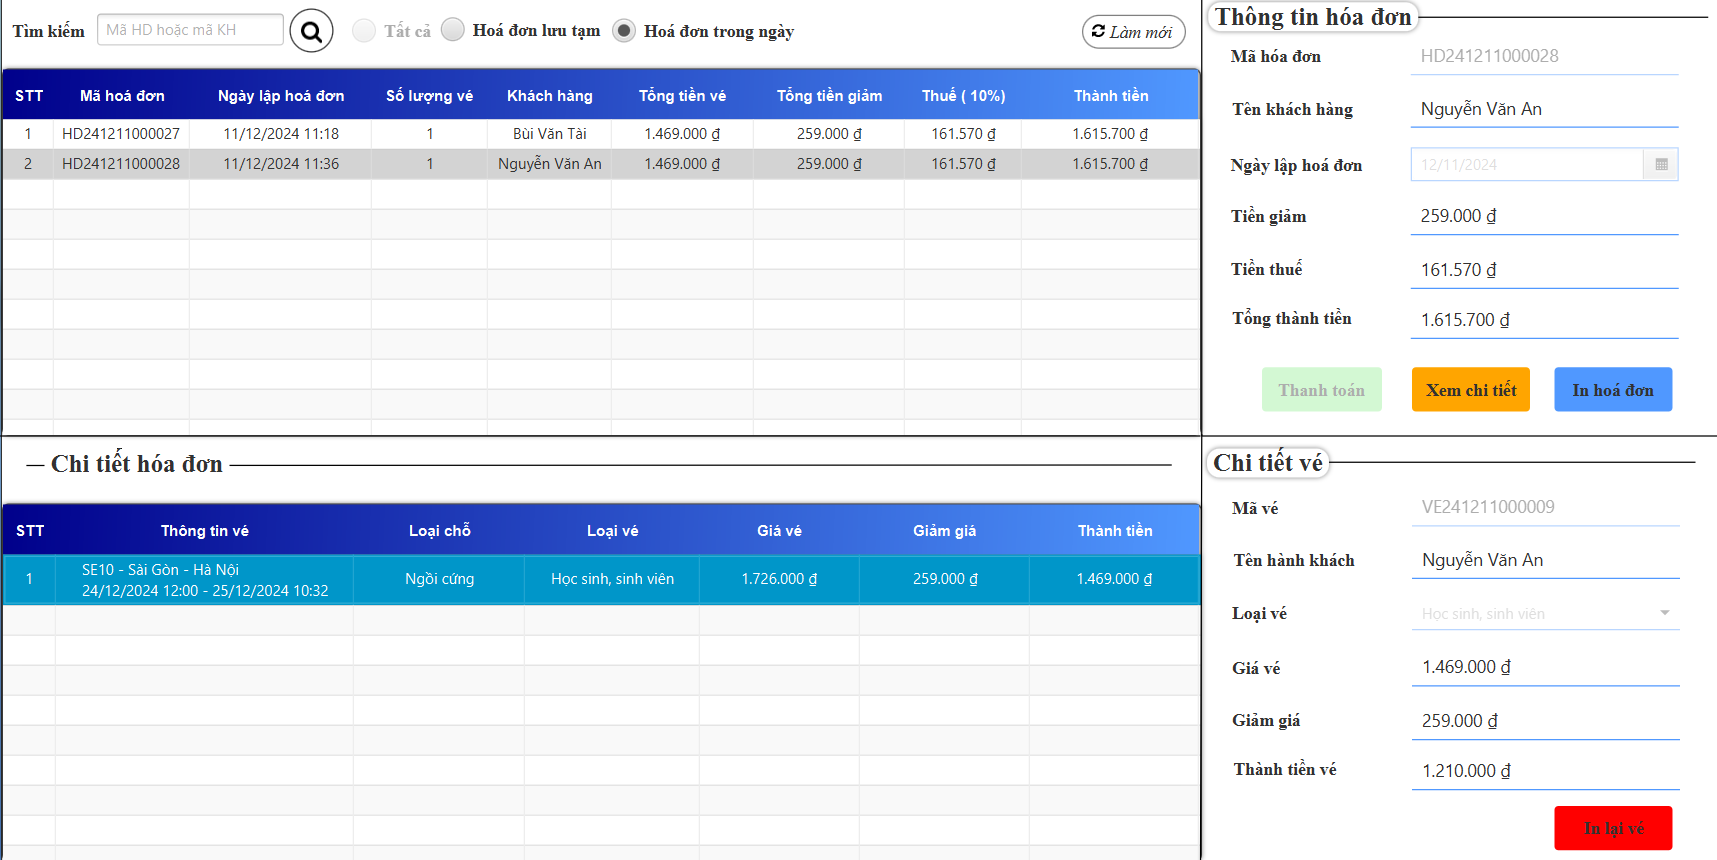 Tìm kiếm Mã HD hoặc mã KH Tất cả Hoá đơn lưu tạm Hoá đơn trong ngày Làm mới
STT Mã hoá đơn Ngày lập hoá đơn Số lượng vé Khách hàng Tổng tiền vé Tổng tiền giảm Thuế ( 10%) Thành tiền
1 HD241211000027 11/12/2024 11:18 1 Bùi Văn Tài 1.469.000 ₫ 259.000 ₫ 161.570 ₫ 1.615.700 ₫
2 HD241211000028 11/12/2024 11:36 1 Nguyễn Văn An 1.469.000 ₫ 259.000 ₫ 161.570 ₫ 1.615.700 ₫
Thông tin hóa đơn
Mã hóa đơn HD241211000028
Tên khách hàng Nguyễn Văn An
Ngày lập hoá đơn 12/11/2024
Tiền giảm 259.000 ₫
Tiền thuế 161.570 ₫
Tổng thành tiền 1.615.700 ₫
Thanh toán Xem chi tiết In hoá đơn
Chi tiết hóa đơn
STT Thông tin vé Loại chỗ Loại vé Giá vé Giảm giá Thành tiền
1 SE10 - Sài Gòn - Hà Nội
24/12/2024 12:00 - 25/12/2024 10:32 Ngồi cứng Học sinh, sinh viên 1.726.000 ₫ 259.000 ₫ 1.469.000 ₫
Chi tiết vé
Mã vé VE241211000009
Tên hành khách Nguyễn Văn An
Loại vé Học sinh, sinh viên
Giá vé 1.469.000 ₫
Giảm giá 259.000 ₫
Thành tiền vé 1.210.000 ₫
In lại vé